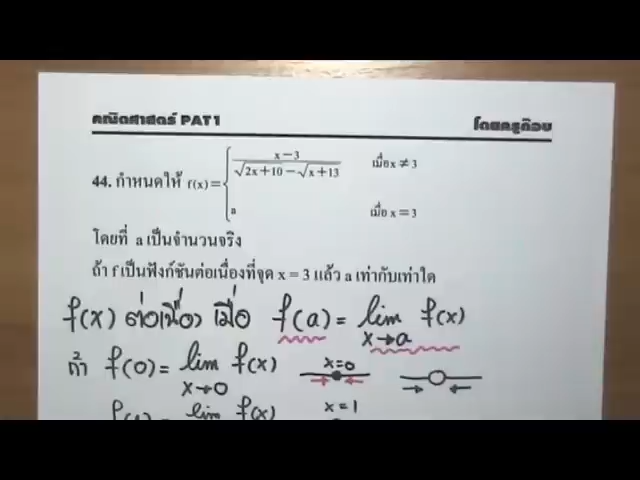 คณิตศาสตร์ PAT1 โดยครูก๊อบ
44. กำหนดให้ f(x) = { x−3 / √2x+10 − √x+13 เมื่อ x ≠ 3
a เมื่อ x = 3
โดยที่ a เป็นจำนวนจริง
ถ้า f เป็นฟังก์ชันต่อเนื่องที่จุด x = 3 แล้ว a เท่ากับเท่าใด
f(x) ต่อเนื่อง เมื่อ f(a) = lim f(x)
x→a
ถ้า f(0) = lim f(x) x=0
x→0
lim f(x) x=1